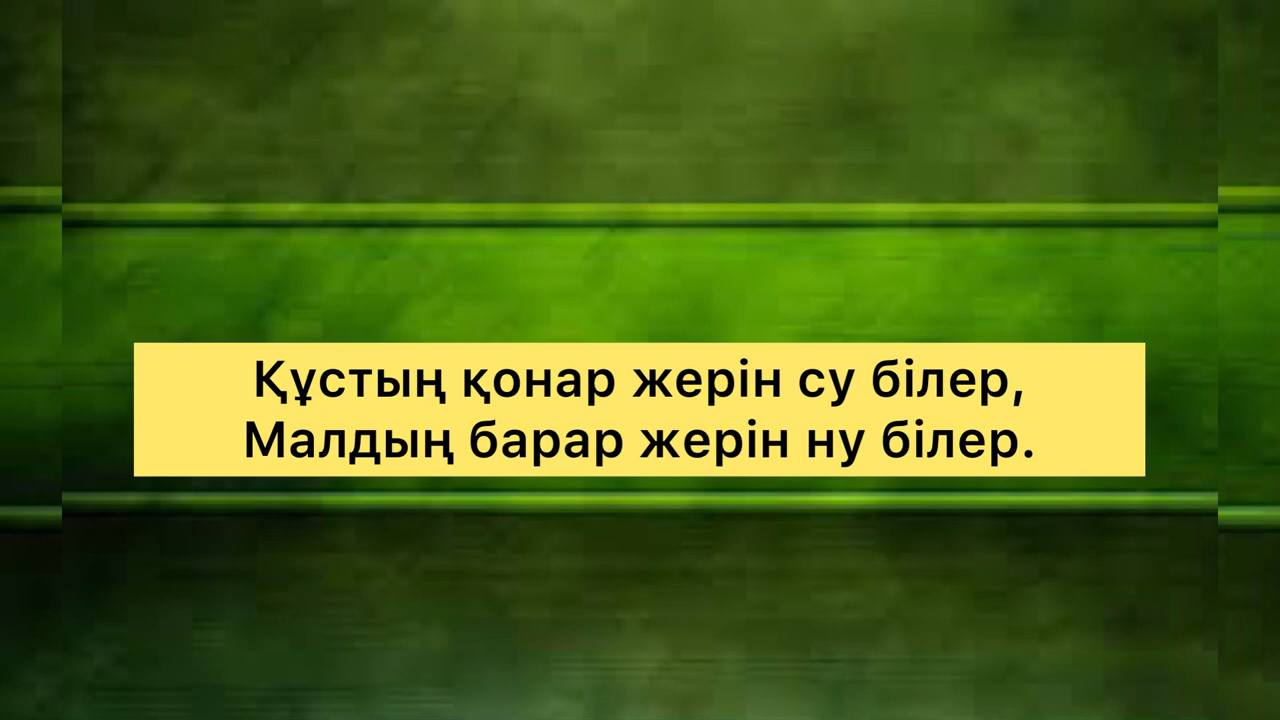 Құстың қонар жерін су білер,
Малдың барар жерін ну білер.